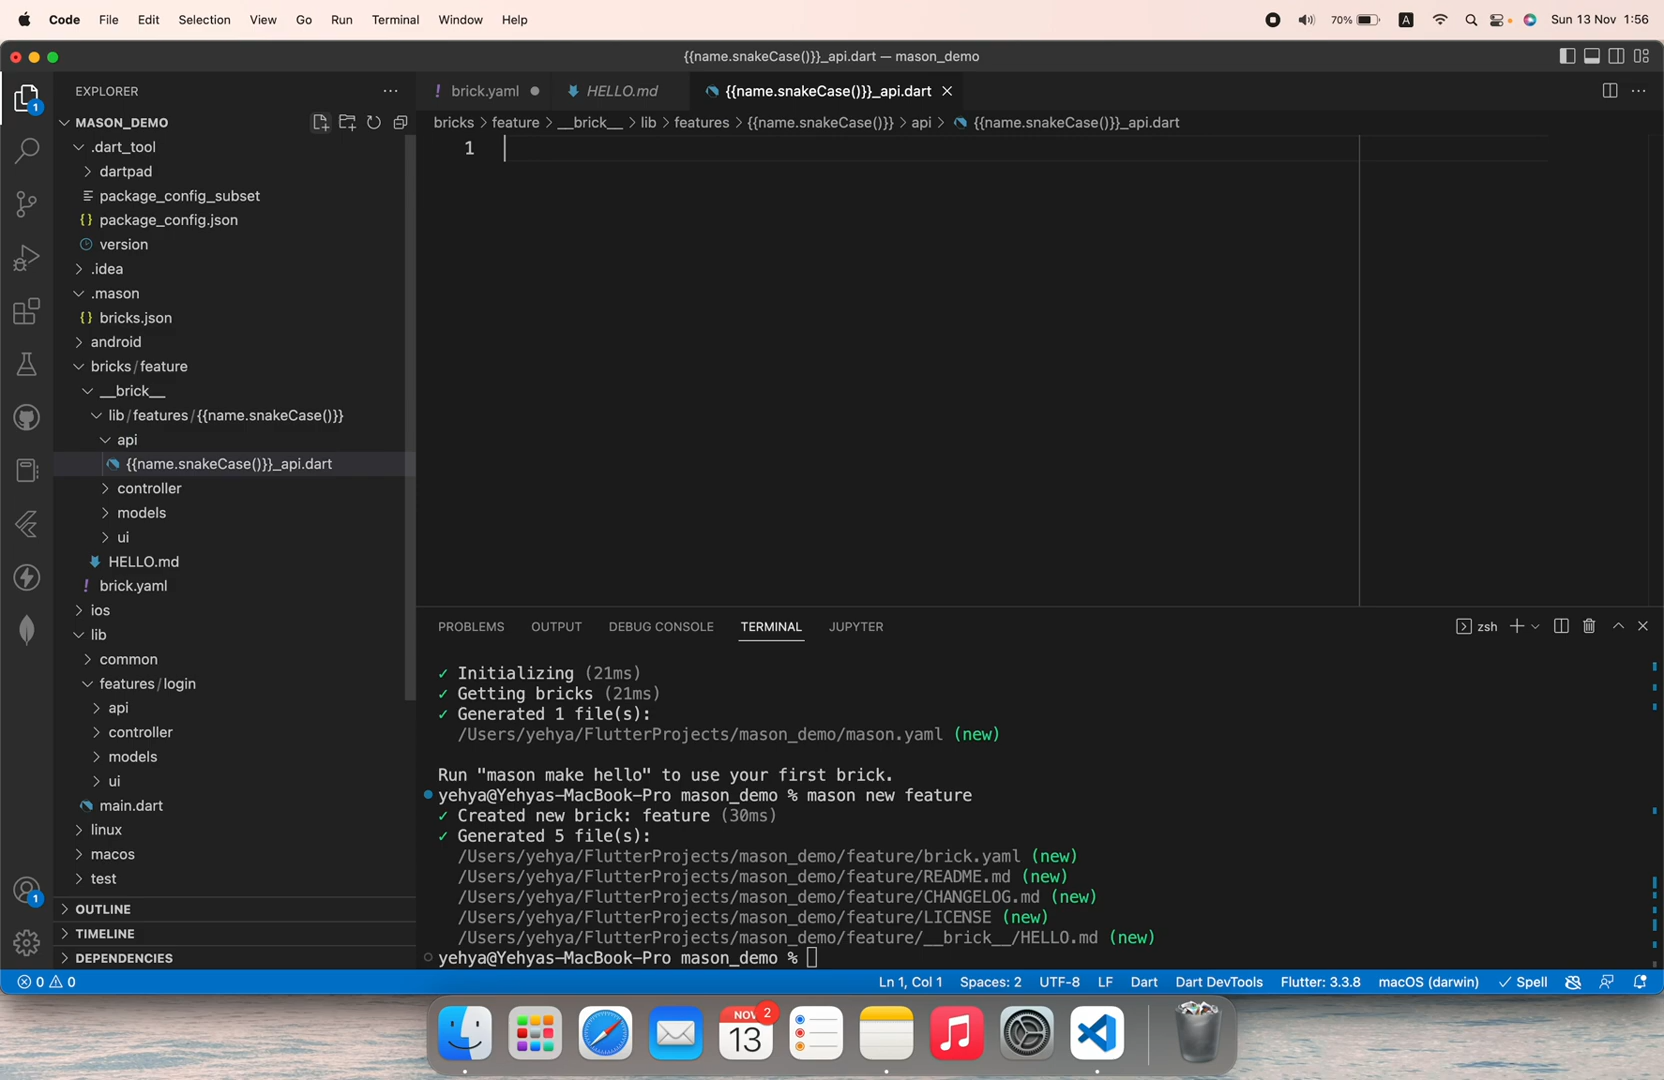 Code File Edit Selection View Go Run Terminal Window Help 70% A Sun 13 Nov 1:56
{{name.snakeCase()}}_api.dart — mason_demo
EXPLORER
brick.yaml HELLO.md {{name.snakeCase()}}_api.dart
bricks > feature > __brick__ > lib > features > {{name.snakeCase()}} > api > {{name.snakeCase()}}_api.dart
1
MASON_DEMO
.dart_tool
dartpad
package_config_subset
package_config.json
version
.idea
.mason
bricks.json
android
bricks/feature
__brick__
lib/features/{{name.snakeCase()}}
api
{{name.snakeCase()}}_api.dart
controller
models
ui
HELLO.md
brick.yaml
ios
lib
common
features/login
api
controller
models
ui
main.dart
linux
macos
test
OUTLINE
TIMELINE
DEPENDENCIES
1
1
PROBLEMS OUTPUT DEBUG CONSOLE TERMINAL JUPYTER zsh
✓ Initializing (21ms)
✓ Getting bricks (21ms)
✓ Generated 1 file(s):
/Users/yehya/FlutterProjects/mason_demo/mason.yaml (new)
Run "mason make hello" to use your first brick.
yehya@Yehyas-MacBook-Pro mason_demo % mason new feature
✓ Created new brick: feature (30ms)
✓ Generated 5 file(s):
/Users/yehya/FlutterProjects/mason_demo/feature/brick.yaml (new)
/Users/yehya/FlutterProjects/mason_demo/feature/README.md (new)
/Users/yehya/FlutterProjects/mason_demo/feature/CHANGELOG.md (new)
/Users/yehya/FlutterProjects/mason_demo/feature/LICENSE (new)
/Users/yehya/FlutterProjects/mason_demo/feature/__brick__/HELLO.md (new)
yehya@Yehyas-MacBook-Pro mason_demo %
0 0 Ln 1, Col 1 Spaces: 2 UTF-8 LF Dart Dart DevTools Flutter: 3.3.8 macOS (darwin) ✓ Spell
NOV 2
13